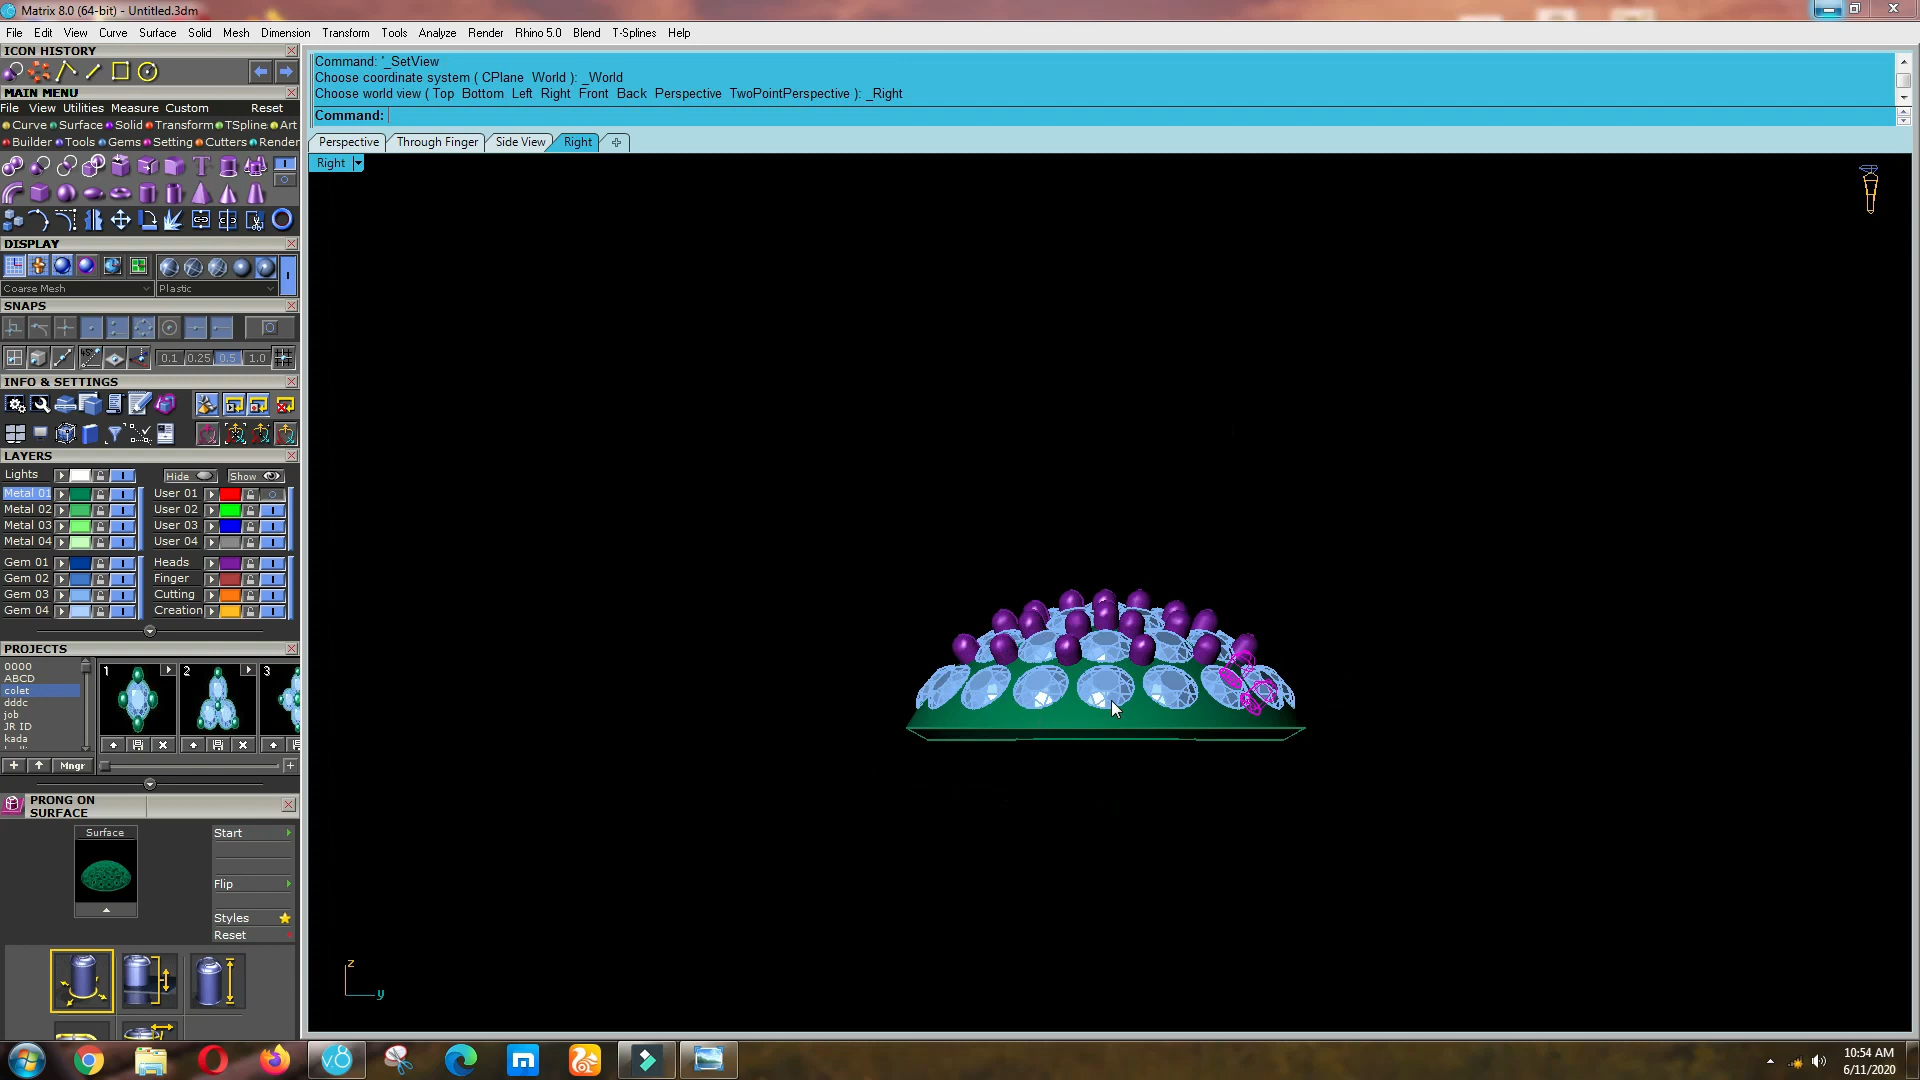 Matrix 8.0 (64-bit) - Untitled.3dm
File Edit View Curve Surface Solid Mesh Dimension Transform Tools Analyze Render Rhino 5.0 Blend T-Splines Help
ICON HISTORY
MAIN MENU
File View Utilities Measure Custom Reset
Curve Surface Solid Transform TSpline Art
Builder Tools Gems Setting Cutters Render
DISPLAY
Coarse Mesh Plastic
SNAPS
0.1 0.25 0.5 1.0
INFO & SETTINGS
LAYERS
Lights Hide Show
Metal 01 User 01
Metal 02 User 02
Metal 03 User 03
Metal 04 User 04
Gem 01 Heads
Gem 02 Finger
Gem 03 Cutting
Gem 04 Creation
PROJECTS
0000
ABCD
colet
dddc
job
JR ID
kada
1 2 3
Mngr
PRONG ON
SURFACE
Surface
Start
Flip
Styles
Reset
Command: '_SetView
Choose coordinate system ( CPlane World ): _World
Choose world view ( Top Bottom Left Right Front Back Perspective TwoPointPerspective ): _Right
Command:
Perspective Through Finger Side View Right
Right
z
y
v8
10:54 AM
6/11/2020